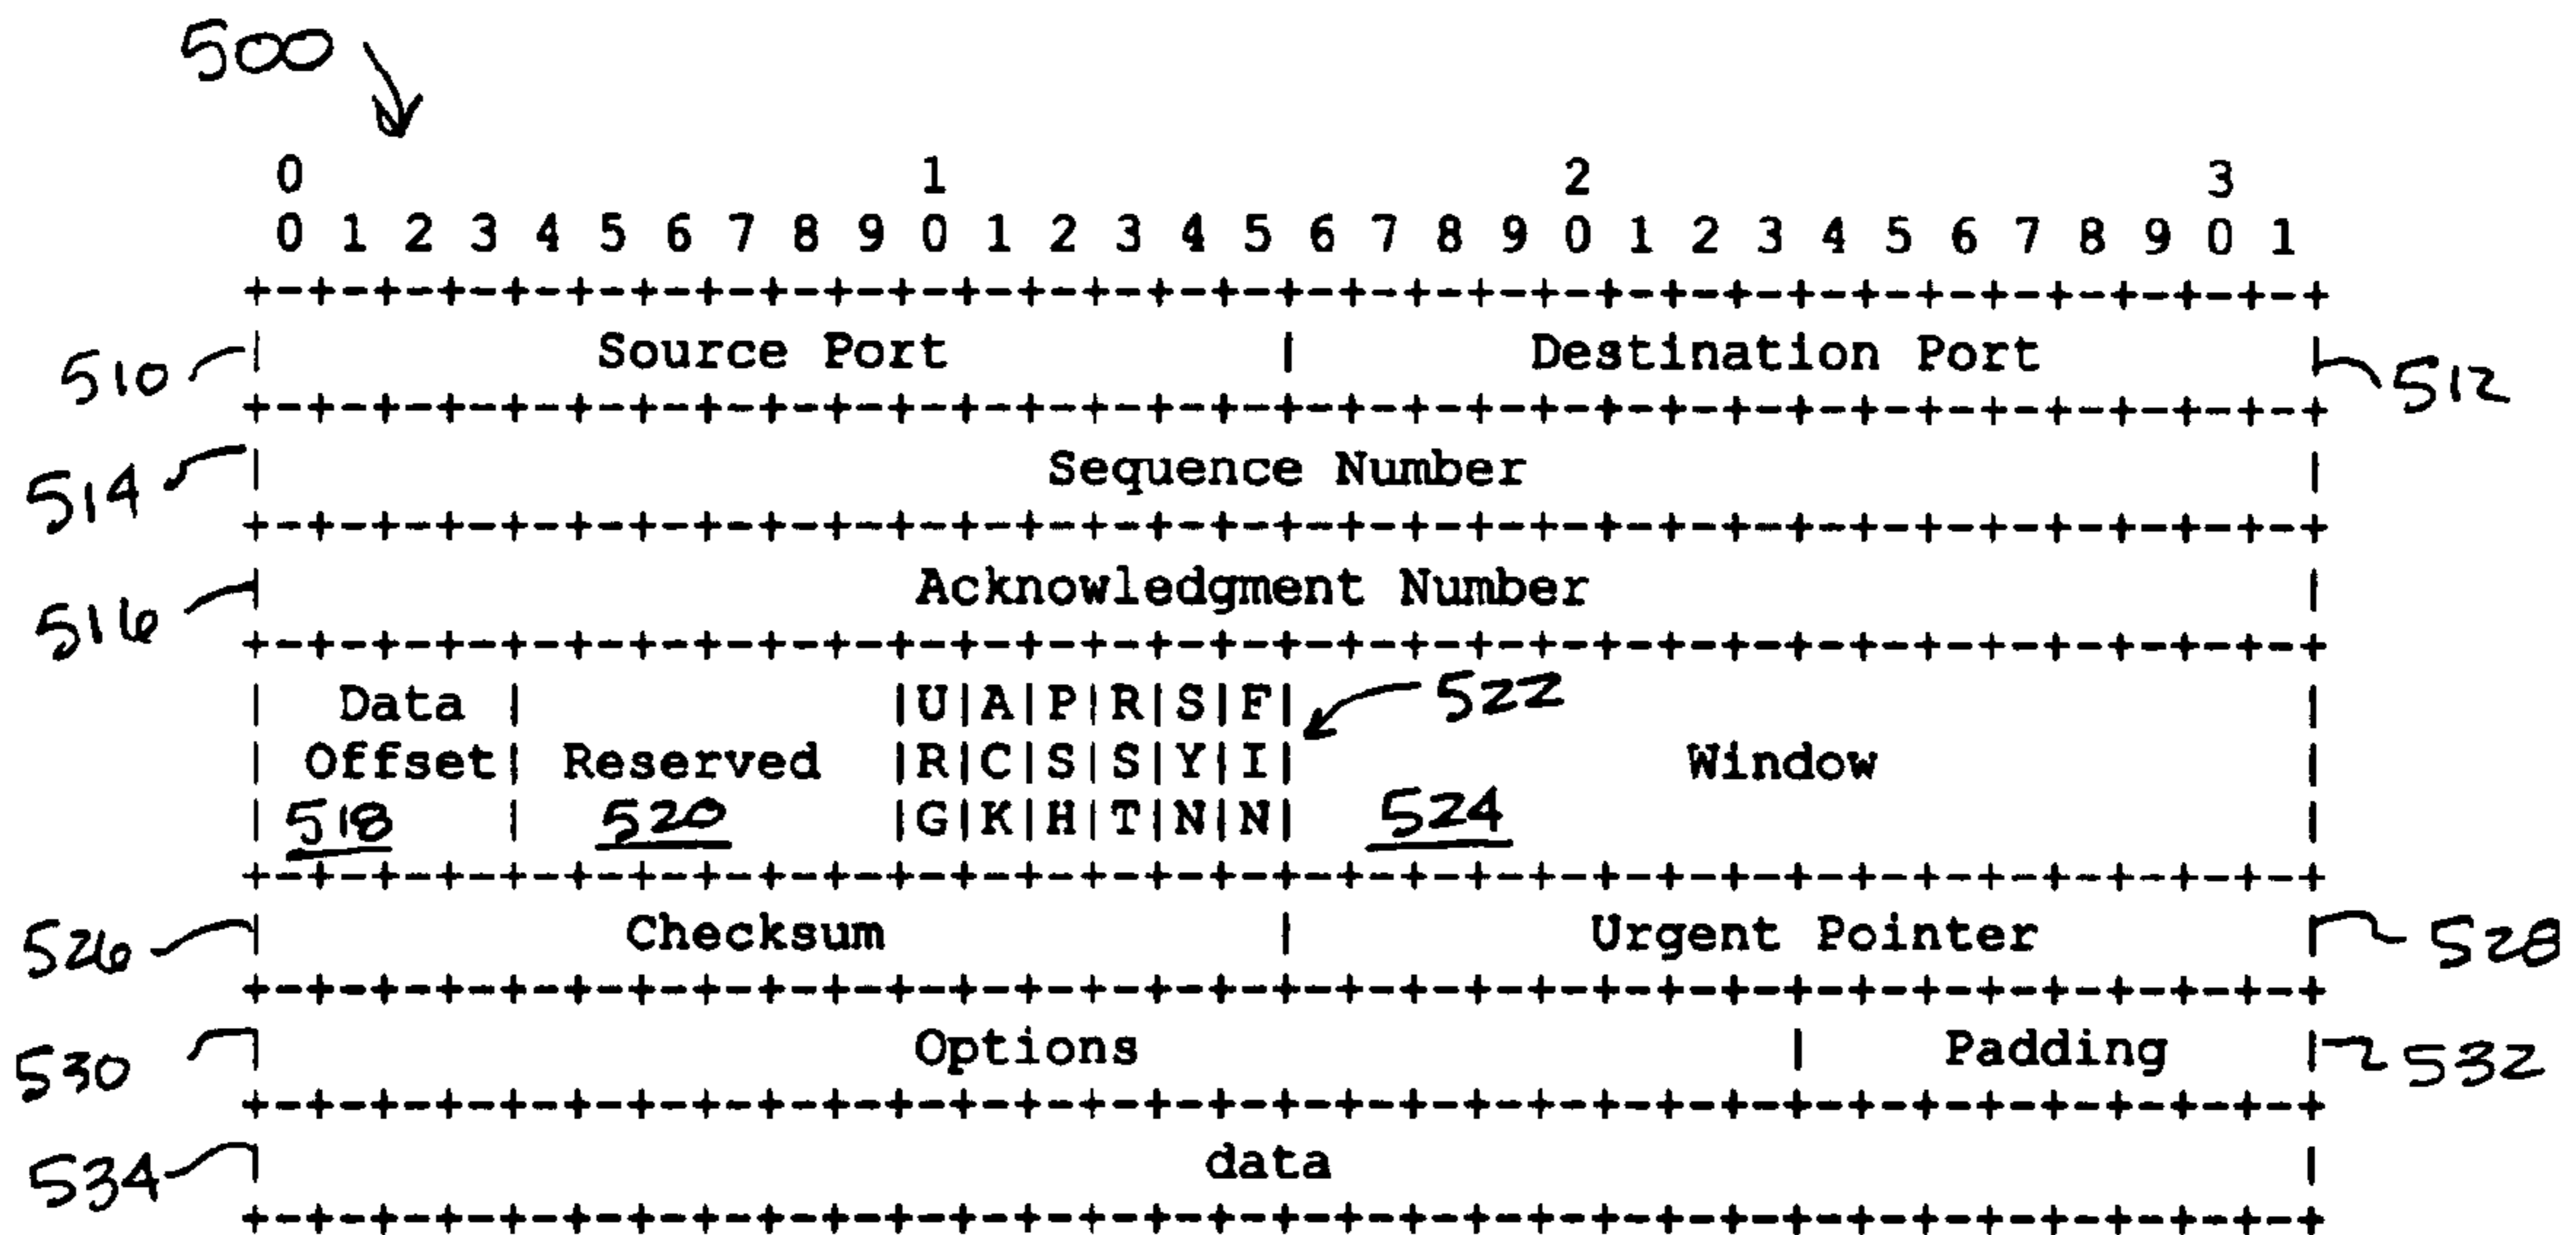 500
0 1 2 3
0 1 2 3 4 5 6 7 8 9 0 1 2 3 4 5 6 7 8 9 0 1 2 3 4 5 6 7 8 9 0 1
+-+-+-+-+-+-+-+-+-+-+-+-+-+-+-+-+-+-+-+-+-+-+-+-+-+-+-+-+-+-+-+-+
510 | Source Port | Destination Port | 512
+-+-+-+-+-+-+-+-+-+-+-+-+-+-+-+-+-+-+-+-+-+-+-+-+-+-+-+-+-+-+-+-+
514 | Sequence Number |
+-+-+-+-+-+-+-+-+-+-+-+-+-+-+-+-+-+-+-+-+-+-+-+-+-+-+-+-+-+-+-+-+
516 | Acknowledgment Number |
+-+-+-+-+-+-+-+-+-+-+-+-+-+-+-+-+-+-+-+-+-+-+-+-+-+-+-+-+-+-+-+-+
| Data | |U|A|P|R|S|F| 522 |
| Offset| Reserved |R|C|S|S|Y|I| Window |
| 518 | 520 |G|K|H|T|N|N| 524 |
+-+-+-+-+-+-+-+-+-+-+-+-+-+-+-+-+-+-+-+-+-+-+-+-+-+-+-+-+-+-+-+-+
526 | Checksum | Urgent Pointer | 528
+-+-+-+-+-+-+-+-+-+-+-+-+-+-+-+-+-+-+-+-+-+-+-+-+-+-+-+-+-+-+-+-+
530 | Options | Padding | 532
+-+-+-+-+-+-+-+-+-+-+-+-+-+-+-+-+-+-+-+-+-+-+-+-+-+-+-+-+-+-+-+-+
534 | data |
+-+-+-+-+-+-+-+-+-+-+-+-+-+-+-+-+-+-+-+-+-+-+-+-+-+-+-+-+-+-+-+-+